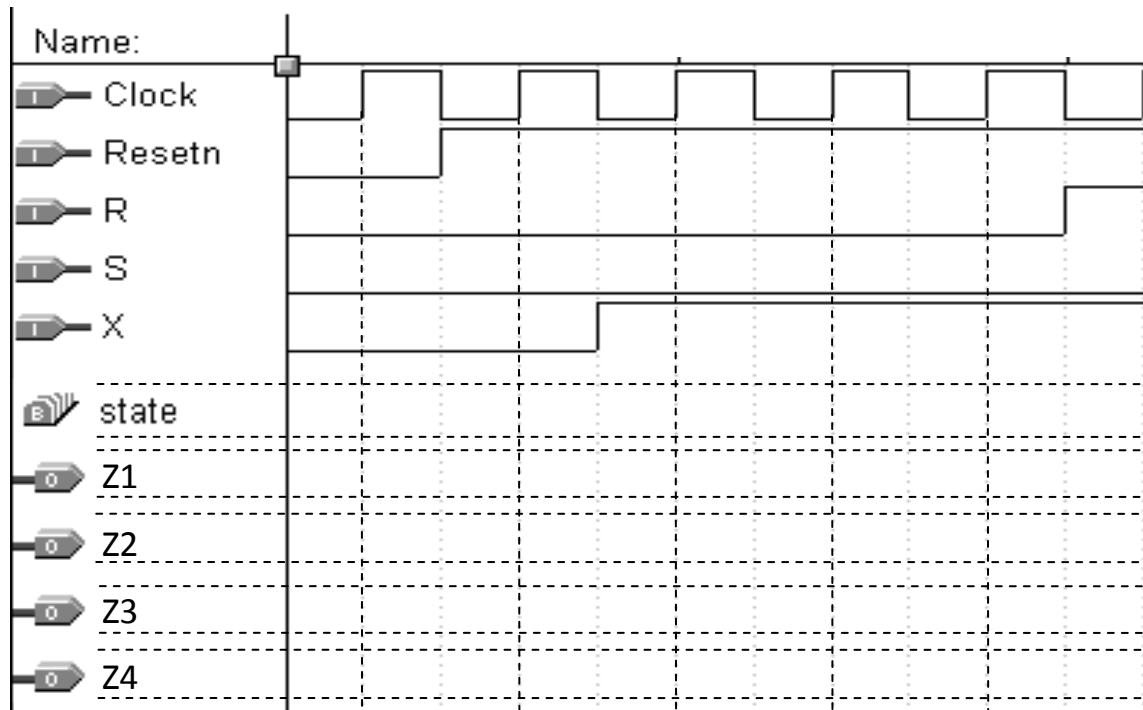 Name:
I Clock
I Resetn
I R
I S
I X
B state
O Z1
O Z2
O Z3
O Z4